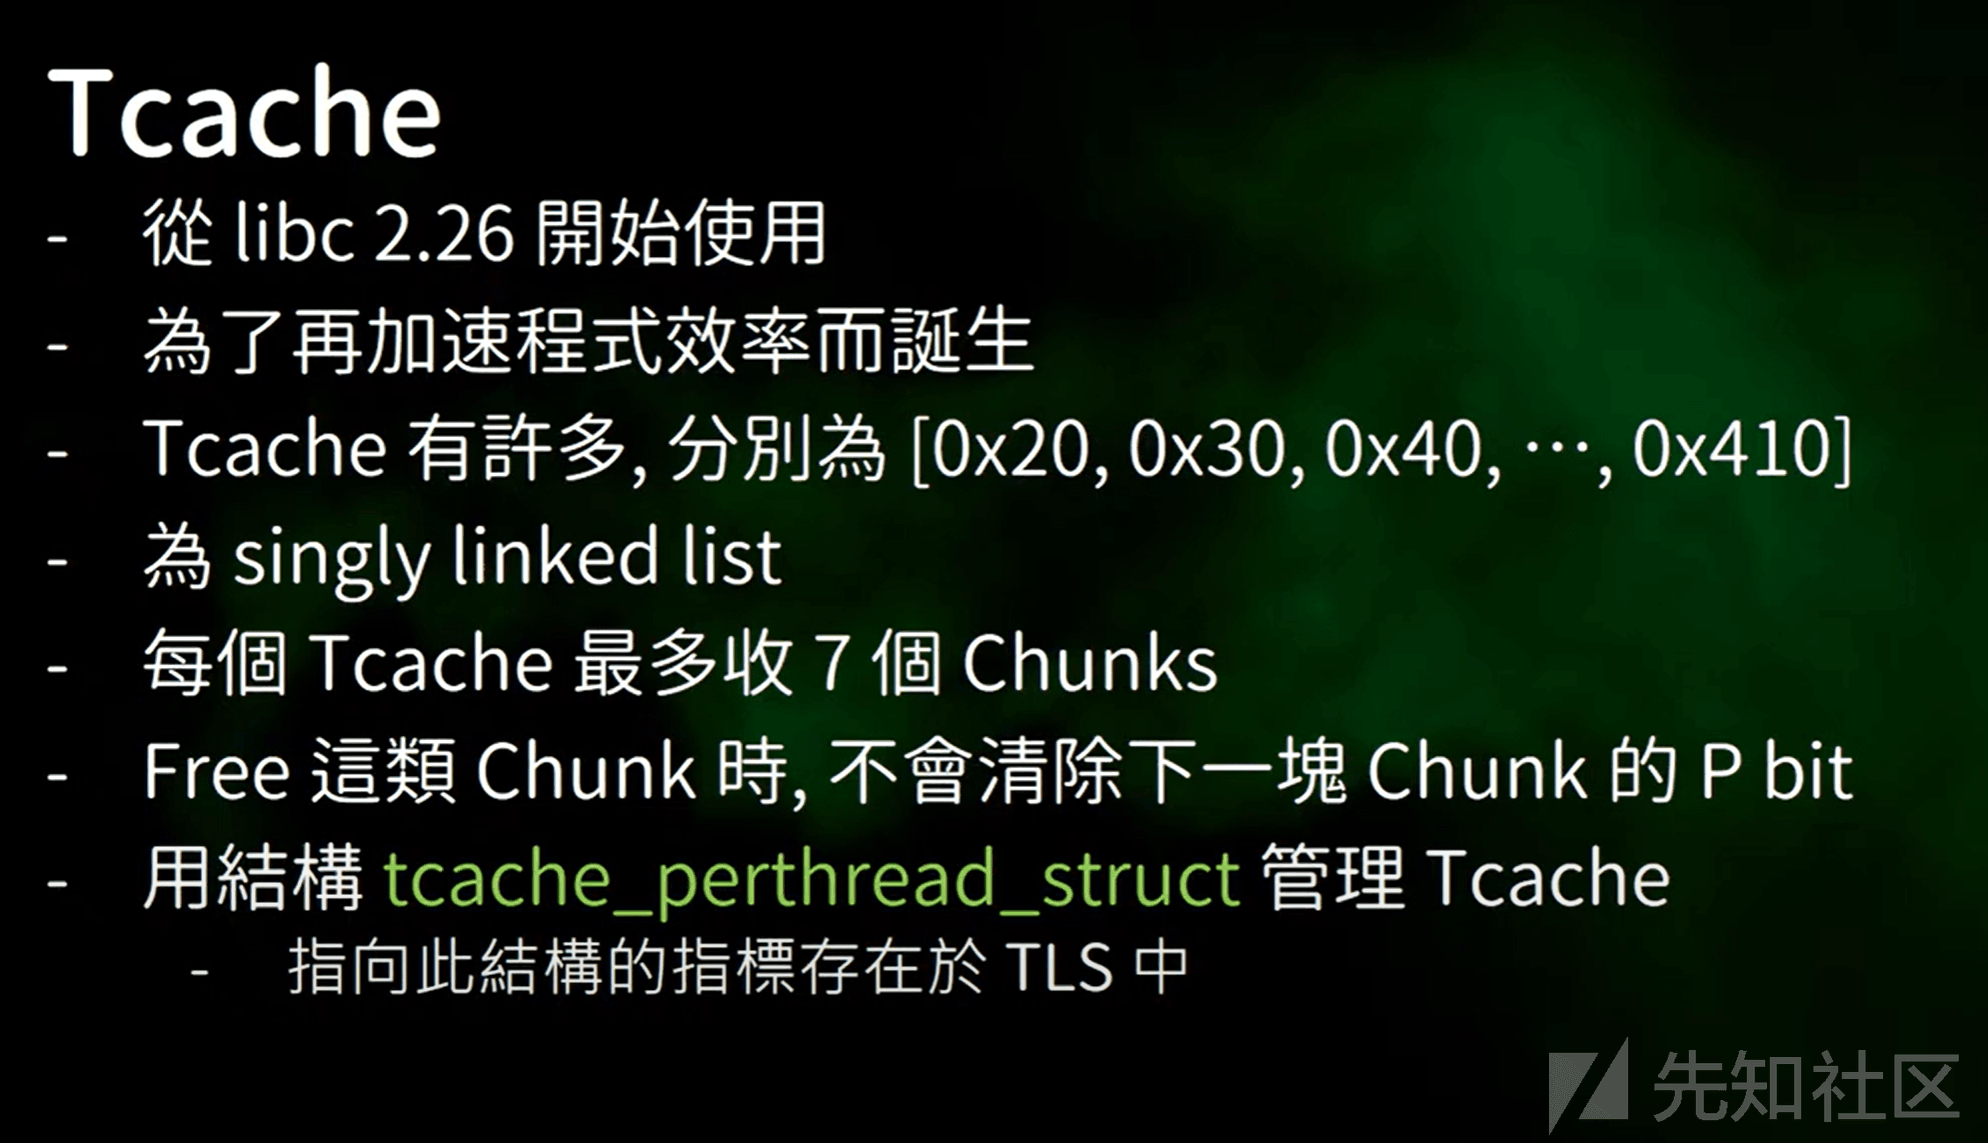 Tcache
- 從 libc 2.26 開始使用
- 為了再加速程式效率而誕生
- Tcache 有許多, 分別為 [0x20, 0x30, 0x40, …, 0x410]
- 為 singly linked list
- 每個 Tcache 最多收 7 個 Chunks
- Free 這類 Chunk 時, 不會清除下一塊 Chunk 的 P bit
- 用結構 tcache_perthread_struct 管理 Tcache
- 指向此結構的指標存在於 TLS 中
先知社区